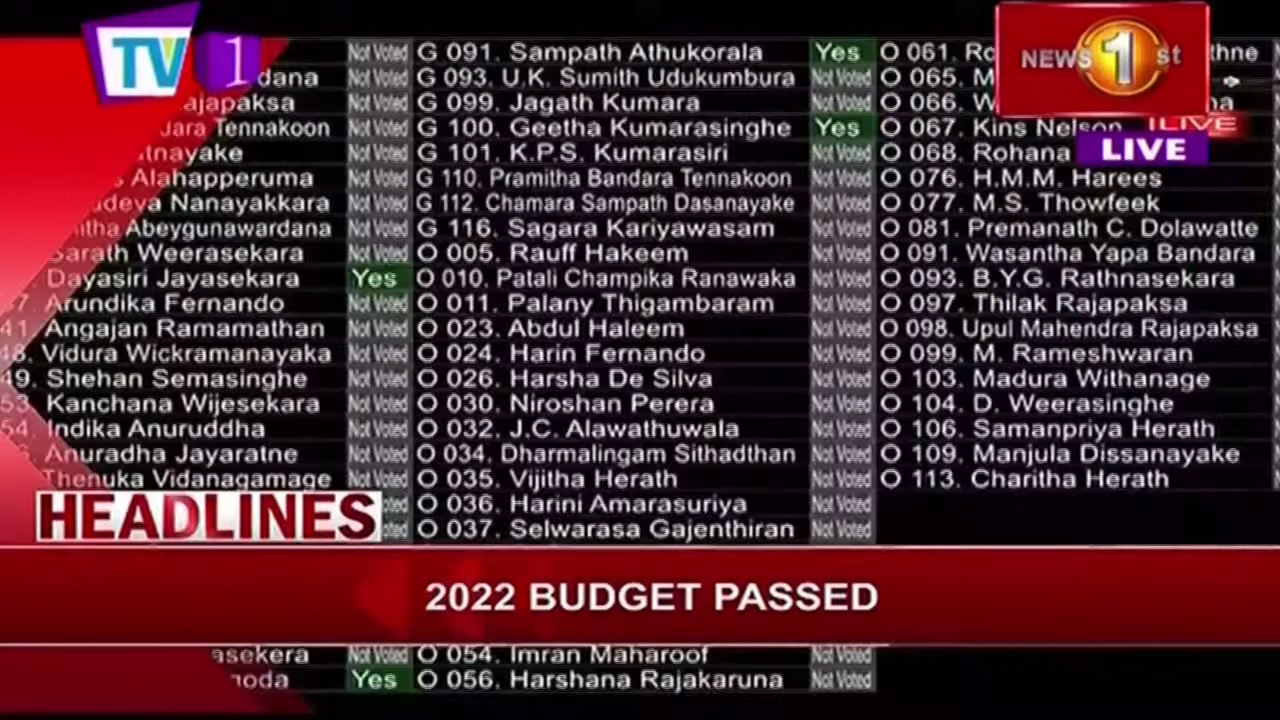 TV 1
NEWS 1 st
LIVE
LIVE
Not Voted G 091. Sampath Athukorala Yes O 061.
dana Not Voted G 093. U.K. Sumith Udukumbura Not Voted O 065.
ajapaksa Not Voted G 099. Jagath Kumara Not Voted O 066.
Tennakoon Not Voted G 100. Geetha Kumarasinghe Yes O 067. Kins Nelson
atnayake Not Voted G 101. K.P.S. Kumarasiri Not Voted O 068. Rohana
Alahapperuma Not Voted G 110. Pramitha Bandara Tennakoon Not Voted O 076. H.M.M. Harees
Nanayakkara Not Voted G 112. Chamara Sampath Dasanayake Not Voted O 077. M.S. Thowfeek
Abeygunawardana Not Voted G 116. Sagara Kariyawasam Not Voted O 081. Premanath C. Dolawatte
Sarath Weerasekara Not Voted O 005. Rauff Hakeem Not Voted O 091. Wasantha Yapa Bandara
Dayasiri Jayasekara Yes O 010. Patali Champika Ranawaka Not Voted O 093. B.Y.G. Rathnasekara
Arundika Fernando Not Voted O 011. Palany Thigambaram Not Voted O 097. Thilak Rajapaksa
41. Angajan Ramamathan Not Voted O 023. Abdul Haleem Not Voted O 098. Upul Mahendra Rajapaksa
48. Vidura Wickramanayaka Not Voted O 024. Harin Fernando Not Voted O 099. M. Rameshwaran
49. Shehan Semasinghe Not Voted O 026. Harsha De Silva Not Voted O 103. Madura Withanage
53. Kanchana Wijesekara Not Voted O 030. Niroshan Perera Not Voted O 104. D. Weerasinghe
54. Indika Anuruddha Not Voted O 032. J.C. Alawathuwala Not Voted O 106. Samanpriya Herath
Anuradha Jayaratne Not Voted O 034. Dharmalingam Sithadthan Not Voted O 109. Manjula Dissanayake
Thenuka Vidanagamage Not Voted O 035. Vijitha Herath Not Voted O 113. Charitha Herath
O 036. Harini Amarasuriya Not Voted
O 037. Selwarasa Gajenthiran Not Voted
HEADLINES
2022 BUDGET PASSED
asekera Not Voted O 054. Imran Maharoof Not Voted
goda Yes O 056. Harshana Rajakaruna Not Voted